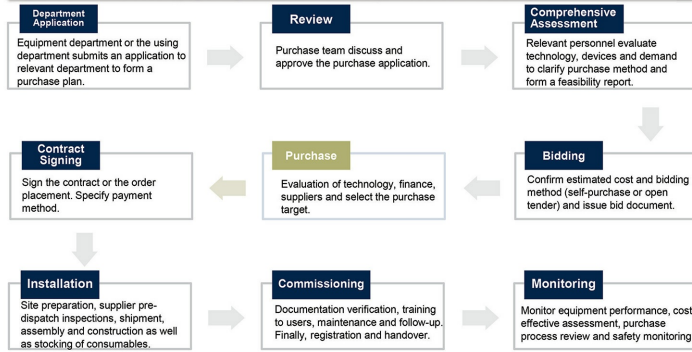 Department
Application
Equipment department or the using
department submits an application to
relevant department to form a
purchase plan.
Review
Purchase team discuss and
approve the purchase application.
Comprehensive
Assessment
Relevant personnel evaluate
technology, devices and demand
to clarify purchase method and
form a feasibility report.
Contract
Signing
Sign the contract or the order
placement. Specify payment
method.
Purchase
Evaluation of technology, finance,
suppliers and select the purchase
target.
Bidding
Confirm estimated cost and bidding
method (self-purchase or open
tender) and issue bid document.
Installation
Site preparation, supplier pre-
dispatch inspections, shipment,
assembly and construction as well
as stocking of consumables.
Commissioning
Documentation verification, training
to users, maintenance and follow-up.
Finally, registration and handover.
Monitoring
Monitor equipment performance, cost
effective assessment, purchase
process review and safety monitoring